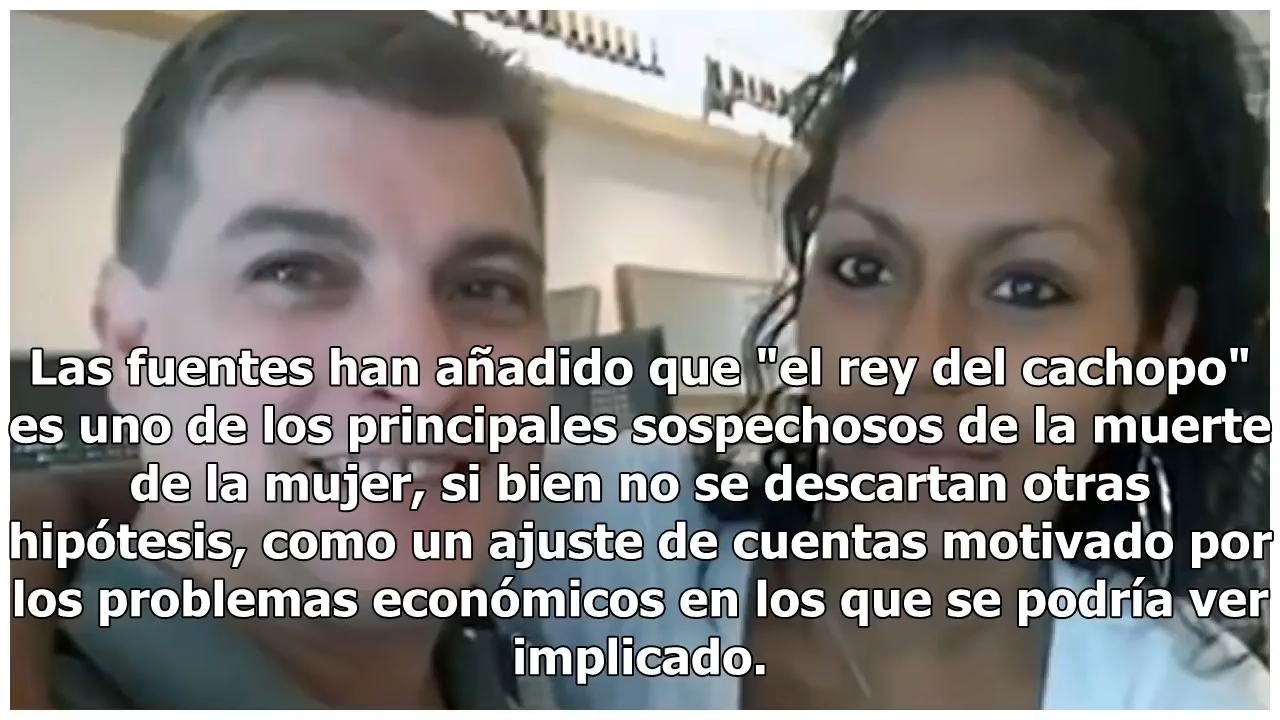 Las fuentes han añadido que "el rey del cachopo"
es uno de los principales sospechosos de la muerte
de la mujer, si bien no se descartan otras
hipótesis, como un ajuste de cuentas motivado por
los problemas económicos en los que se podría ver
implicado.